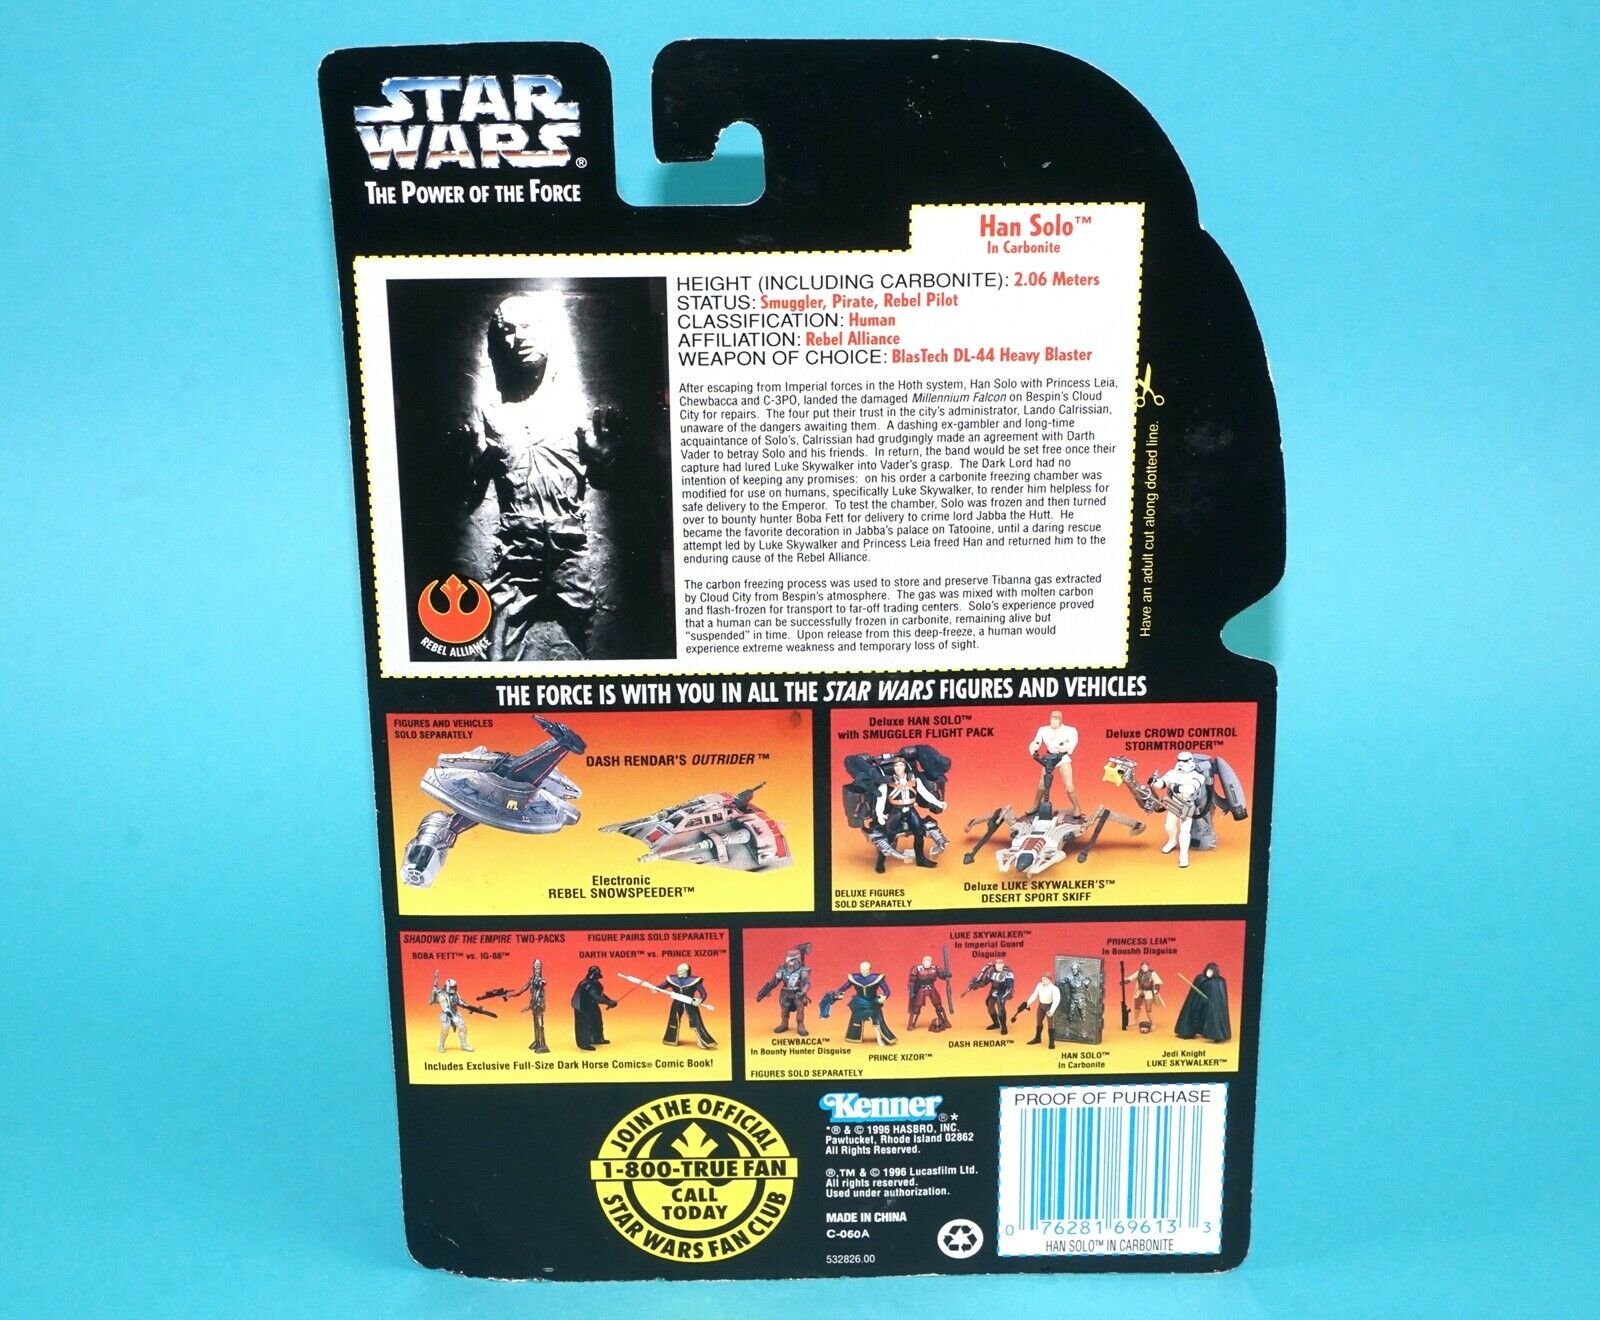 STAR
WARS®
THE POWER OF THE FORCE
Han Solo™
In Carbonite
HEIGHT (INCLUDING CARBONITE): 2.06 Meters
STATUS: Smuggler, Pirate, Rebel Pilot
CLASSIFICATION: Human
AFFILIATION: Rebel Alliance
WEAPON OF CHOICE: BlasTech DL-44 Heavy Blaster
After escaping from Imperial forces in the Hoth system, Han Solo with Princess Leia,
Chewbacca and C-3PO, landed the damaged Millennium Falcon on Bespin's Cloud
City for repairs. The four put their trust in the city's administrator, Lando Calrissian,
unaware of the dangers awaiting them. A dashing ex-gambler and long-time
acquaintance of Solo's, Calrissian had grudgingly made an agreement with Darth
Vader to betray Solo and his friends. In return, the band would be set free once their
capture had lured Luke Skywalker into Vader's grasp. The Dark Lord had no
intention of keeping any promises: on his order a carbonite freezing chamber was
modified for use on humans, specifically Luke Skywalker, to render him helpless for
safe delivery to the Emperor. To test the chamber, Solo was frozen and then turned
over to bounty hunter Boba Fett for delivery to crime lord Jabba the Hutt. He
became the favorite decoration in Jabba's palace on Tatooine, until a daring rescue
attempt led by Luke Skywalker and Princess Leia freed Han and returned him to the
enduring cause of the Rebel Alliance.
The carbon freezing process was used to store and preserve Tibanna gas extracted
by Cloud City from Bespin's atmosphere. The gas was mixed with molten carbon
and flash-frozen for transport to far-off trading centers. Solo's experience proved
that a human can be successfully frozen in carbonite, remaining alive but
"suspended" in time. Upon release from this deep-freeze, a human would
experience extreme weakness and temporary loss of sight.
REBEL ALLIANCE
Have an adult cut along dotted line.
THE FORCE IS WITH YOU IN ALL THE STAR WARS FIGURES AND VEHICLES
FIGURES AND VEHICLES
SOLD SEPARATELY
DASH RENDAR'S OUTRIDER™
Electronic
REBEL SNOWSPEEDER™
Deluxe HAN SOLO™
with SMUGGLER FLIGHT PACK
Deluxe CROWD CONTROL
STORMTROOPER™
DELUXE FIGURES
SOLD SEPARATELY
Deluxe LUKE SKYWALKER'S™
DESERT SPORT SKIFF
SHADOWS OF THE EMPIRE TWO-PACKS
FIGURE PAIRS SOLD SEPARATELY
BOBA FETT™ vs. IG-88™
DARTH VADER™ vs. PRINCE XIZOR™
Includes Exclusive Full-Size Dark Horse Comics® Comic Book!
LUKE SKYWALKER™
In Imperial Guard
Disguise
PRINCESS LEIA™
In Boushh Disguise
CHEWBACCA™
In Bounty Hunter Disguise
PRINCE XIZOR™
DASH RENDAR™
HAN SOLO™
In Carbonite
Jedi Knight
LUKE SKYWALKER™
FIGURES SOLD SEPARATELY
JOIN THE OFFICIAL
1-800-TRUE FAN
CALL
TODAY
STAR WARS FAN CLUB
Kenner®*
*® & © 1996 HASBRO, INC.
Pawtucket, Rhode Island 02862
All Rights Reserved.
®,TM & © 1996 Lucasfilm Ltd.
All rights reserved.
Used under authorization.
MADE IN CHINA
C-060A
532826.00
PROOF OF PURCHASE
0 76281 69613 3
HAN SOLO™ IN CARBONITE